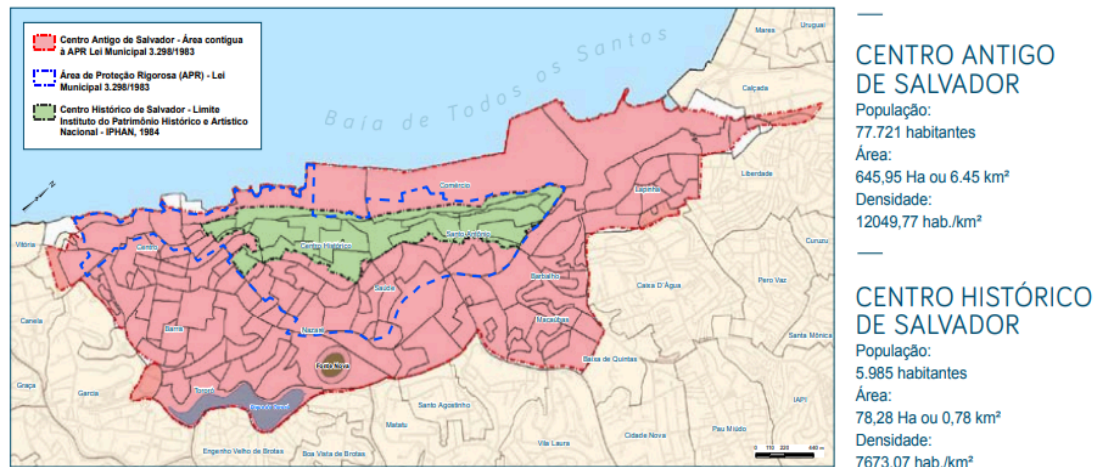 Centro Antigo de Salvador - Área contígua
à APR Lei Municipal 3.298/1983
Área de Proteção Rigorosa (APR) - Lei
Municipal 3.298/1983
Centro Histórico de Salvador - Limite
Instituto do Patrimônio Histórico e Artístico
Nacional - IPHAN, 1984
Baía de Todos os Santos
Mares
Uruguai
Calçada
Liberdade
Comércio
Lapinha
Vitória
Centro
Centro Histórico
Santo Antônio
Curuzu
Barbalho
Caixa D'Água
Pero Vaz
Saúde
Canela
Barris
Nazaré
Macaúbas
Santa Mônica
Fonte Nova
Baixa de Quintas
Graça
Garcia
Tororó
Santo Agostinho
IAPI
Matatu
Cidade Nova
Pau Miúdo
Vila Laura
Engenho Velho de Brotas
Boa Vista de Brotas
0 110 220 440 m
CENTRO ANTIGO
DE SALVADOR
População:
77.721 habitantes
Área:
645,95 Ha ou 6.45 km²
Densidade:
12049,77 hab./km²
CENTRO HISTÓRICO
DE SALVADOR
População:
5.985 habitantes
Área:
78,28 Ha ou 0,78 km²
Densidade:
7673,07 hab./km²